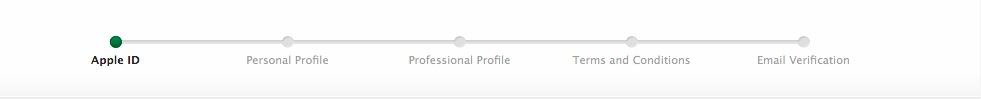 Apple ID Personal Profile Professional Profile Terms and Conditions Email Verification